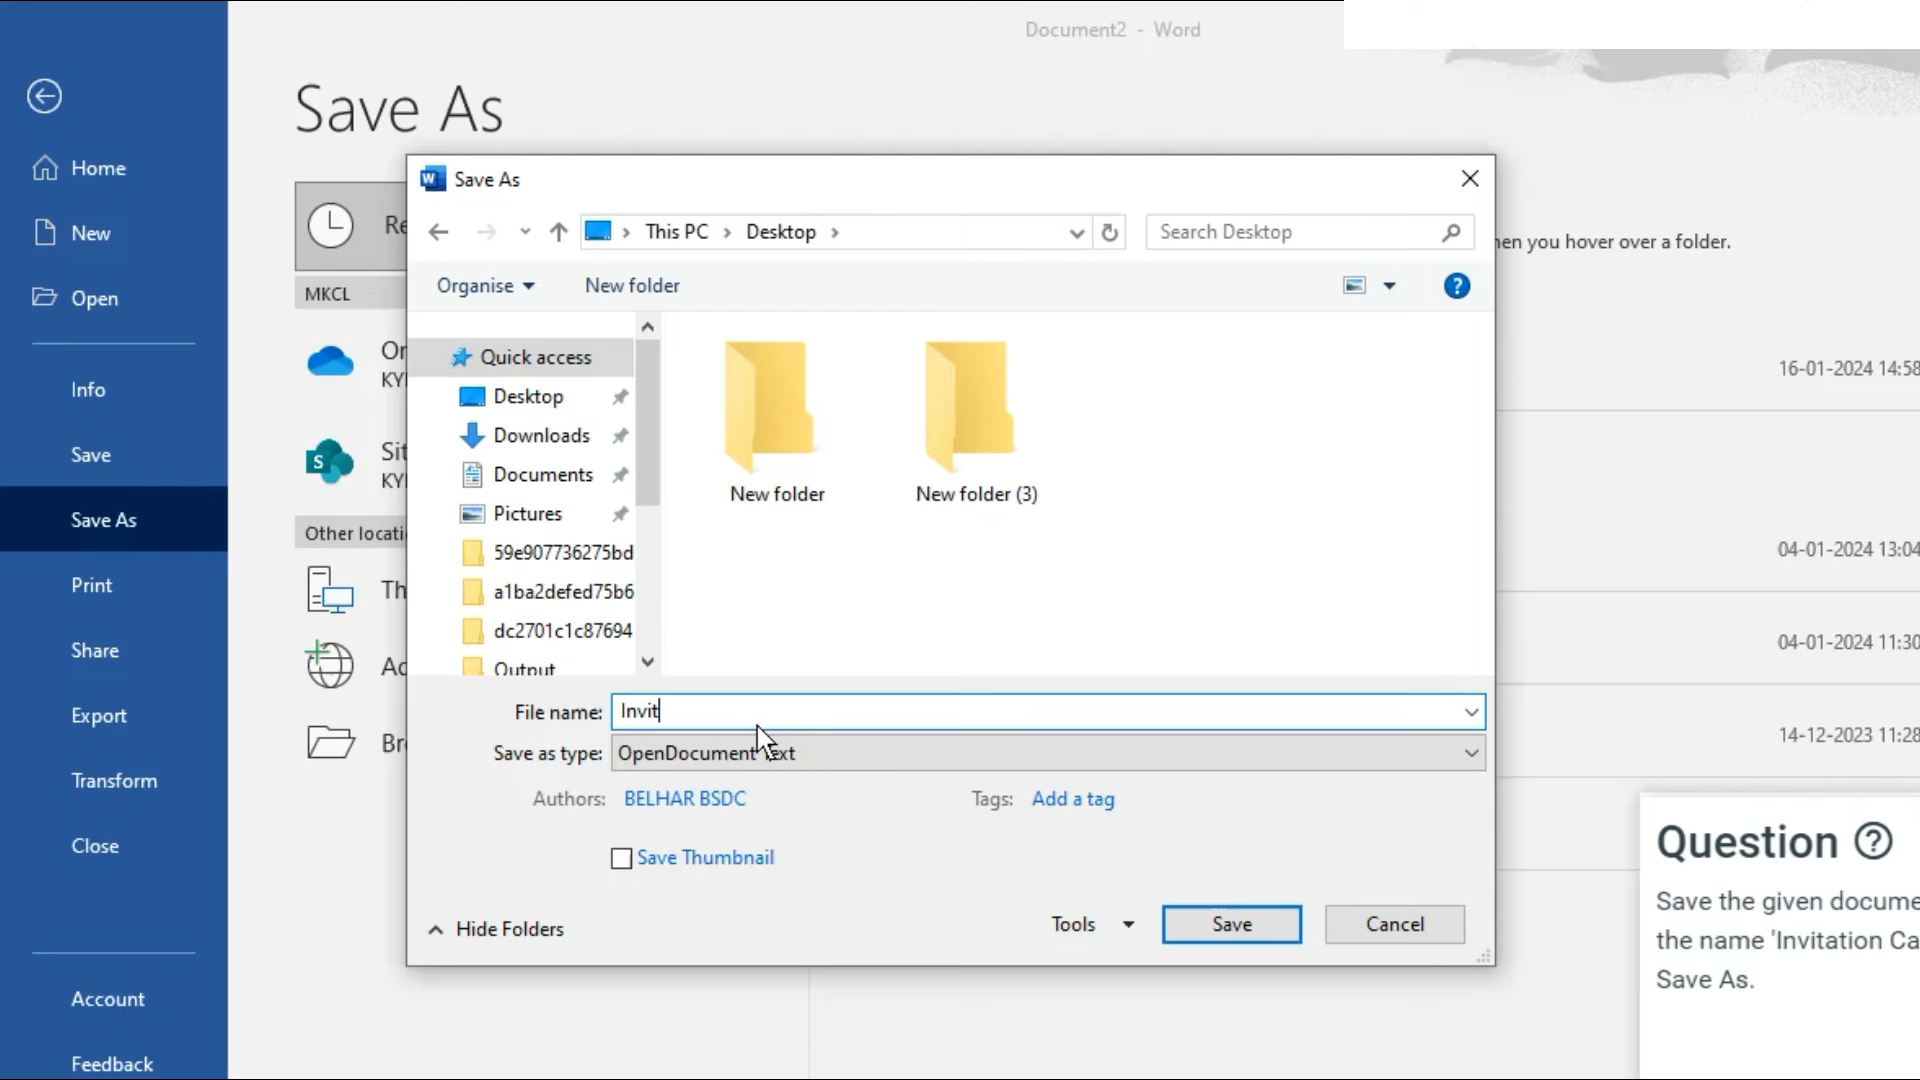 Document2 - Word
Save As
Home
New
Open
Info
Save
Save As
Print
Share
Export
Transform
Close
Account
Feedback
MKCL
Other locati
Save As
This PC > Desktop >
Search Desktop
Organise
New folder
Quick access
Desktop
Downloads
Documents
Pictures
59e907736275bd
a1ba2defed75b6
dc2701c1c87694
Output
New folder
New folder (3)
File name: Invit
Save as type: OpenDocument Text
Authors: BELHAR BSDC
Tags: Add a tag
Save Thumbnail
Hide Folders
Tools
Save
Cancel
hen you hover over a folder.
16-01-2024 14:58
04-01-2024 13:04
04-01-2024 11:30
14-12-2023 11:28
Question ?
Save the given docume
the name 'Invitation Ca
Save As.